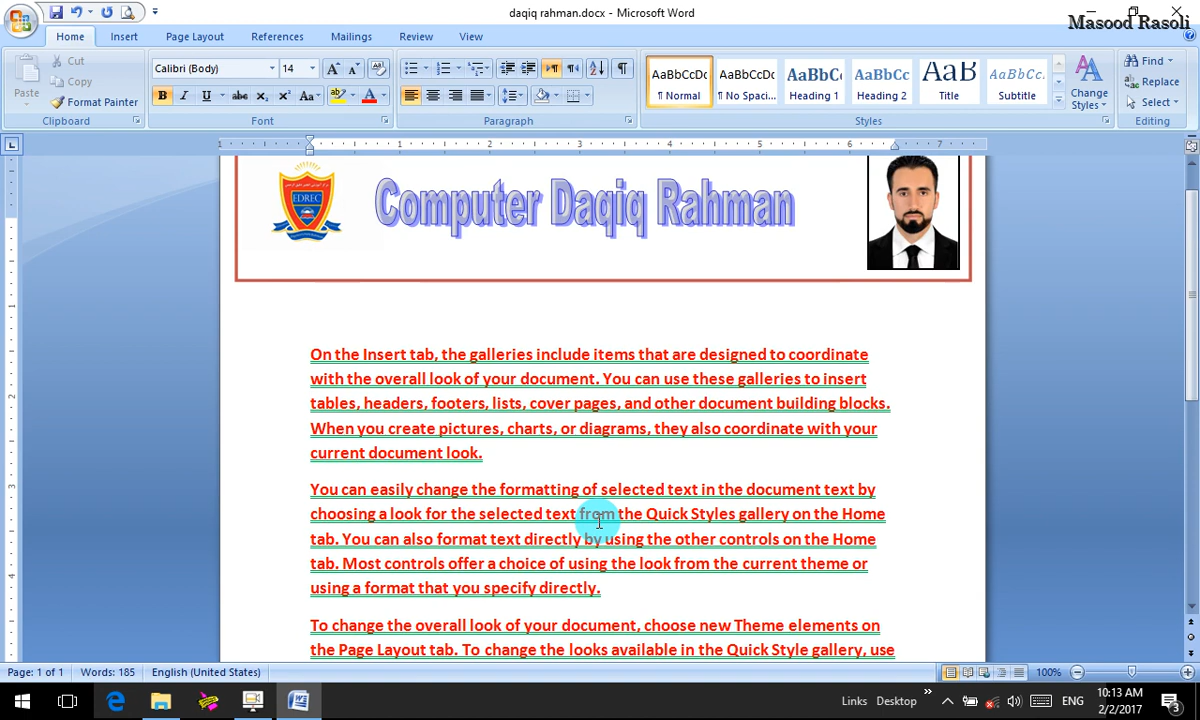 daqiq rahman.docx - Microsoft Word
Masood Rasoli
Home Insert Page Layout References Mailings Review View
Cut
Copy
Paste
Format Painter
Clipboard
Calibri (Body) 14
Font
Paragraph
AaBbCcDc AaBbCcDc AaBbC AaBbCc AaB AaBbCc.
¶ Normal ¶ No Spaci... Heading 1 Heading 2 Title Subtitle
Change
Styles
Styles
Find
Replace
Select
Editing
1 1 2 3 4 5 6 7
EDREC
Computer Daqiq Rahman
On the Insert tab, the galleries include items that are designed to coordinate
with the overall look of your document. You can use these galleries to insert
tables, headers, footers, lists, cover pages, and other document building blocks.
When you create pictures, charts, or diagrams, they also coordinate with your
current document look.
You can easily change the formatting of selected text in the document text by
choosing a look for the selected text from the Quick Styles gallery on the Home
tab. You can also format text directly by using the other controls on the Home
tab. Most controls offer a choice of using the look from the current theme or
using a format that you specify directly.
To change the overall look of your document, choose new Theme elements on
the Page Layout tab. To change the looks available in the Quick Style gallery, use
Page: 1 of 1 Words: 185 English (United States) 100%
Links Desktop ENG
10:13 AM
2/2/2017
3